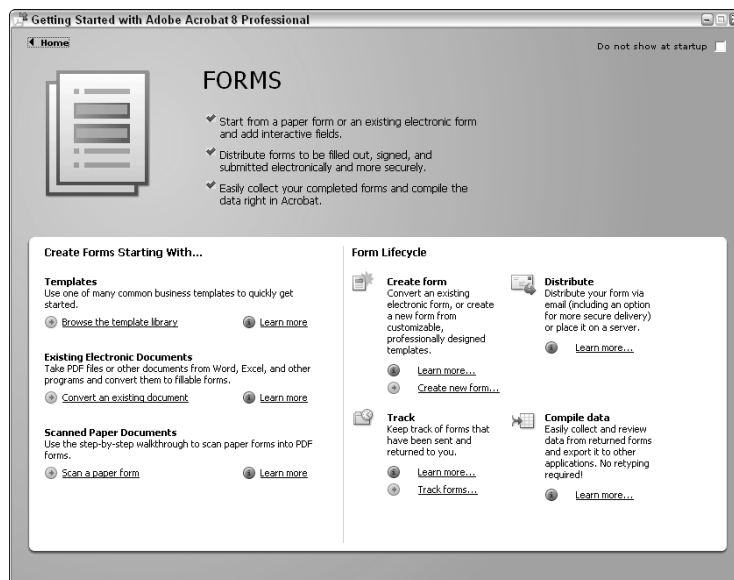 Getting Started with Adobe Acrobat 8 Professional
Home
Do not show at startup
FORMS
Start from a paper form or an existing electronic form
and add interactive fields.
Distribute forms to be filled out, signed, and
submitted electronically and more securely.
Easily collect your completed forms and compile the
data right in Acrobat.
Create Forms Starting With...
Templates
Use one of many common business templates to quickly get
started.
Browse the template library
Learn more
Existing Electronic Documents
Take PDF files or other documents from Word, Excel, and other
programs and convert them to fillable forms.
Convert an existing document
Learn more
Scanned Paper Documents
Use the step-by-step walkthrough to scan paper forms into PDF
forms.
Scan a paper form
Learn more
Form Lifecycle
Create form
Convert an existing
electronic form, or create
a new form from
customizable,
professionally designed
templates.
Learn more...
Create new form...
Distribute
Distribute your form via
email (including an option
for more secure delivery)
or place it on a server.
Learn more...
Track
Keep track of forms that
have been sent and
returned to you.
Learn more...
Track forms...
Compile data
Easily collect and review
data from returned forms
and export it to other
applications. No retyping
required!
Learn more...